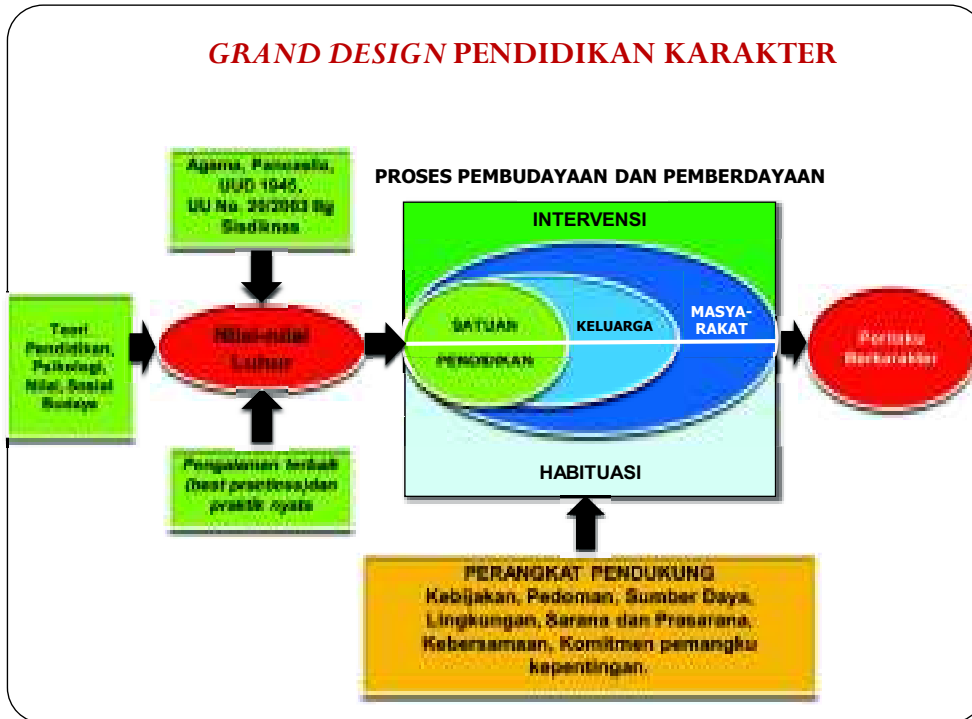 GRAND DESIGN PENDIDIKAN KARAKTER
Agama, Pancasila,
UUD 1945,
UU No. 20/2003 ttg
Sisdiknas
PROSES PEMBUDAYAAN DAN PEMBERDAYAAN
INTERVENSI
Teori
Pendidikan,
Psikologi,
Nilai, Sosial
Budaya
Nilai-nilai
Luhur
SATUAN
PENDIDIKAN
KELUARGA
MASYA-
RAKAT
Perilaku
Berkarakter
Pengalaman terbaik
(best practices)dan
praktik nyata
HABITUASI
PERANGKAT PENDUKUNG
Kebijakan, Pedoman, Sumber Daya,
Lingkungan, Sarana dan Prasarana,
Kebersamaan, Komitmen pemangku
kepentingan.